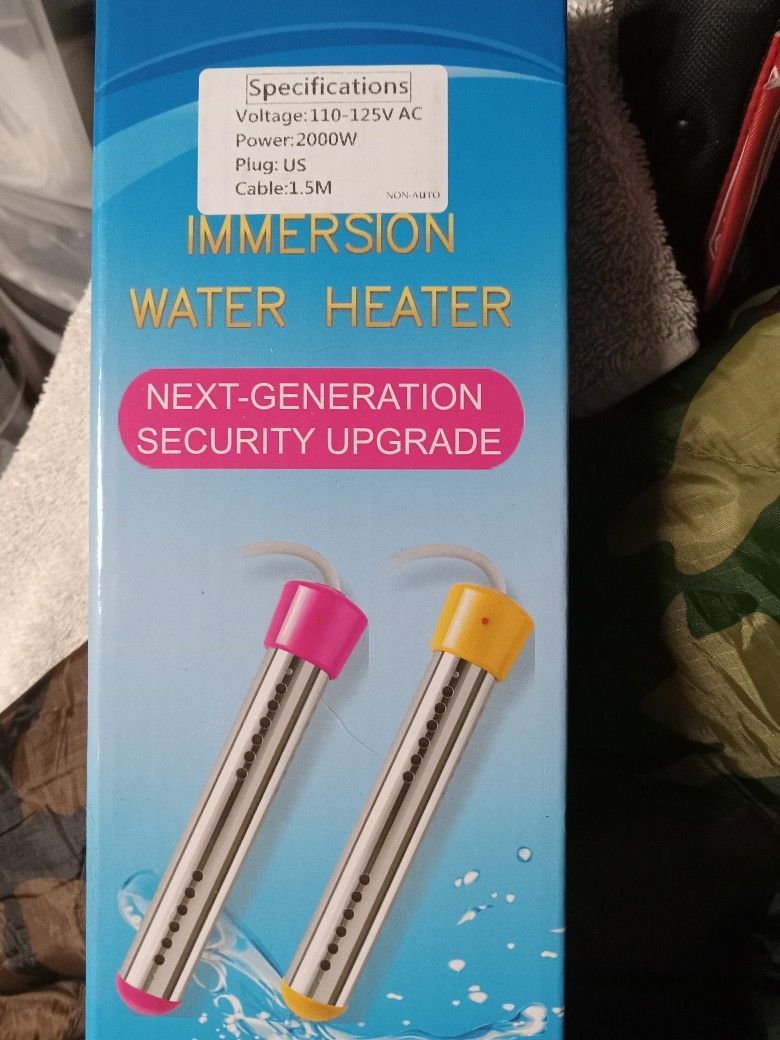 Specifications
Voltage:110-125V AC
Power:2000W
Plug: US
Cable:1.5M
NON-AUTO
IMMERSION
WATER HEATER
NEXT-GENERATION
SECURITY UPGRADE